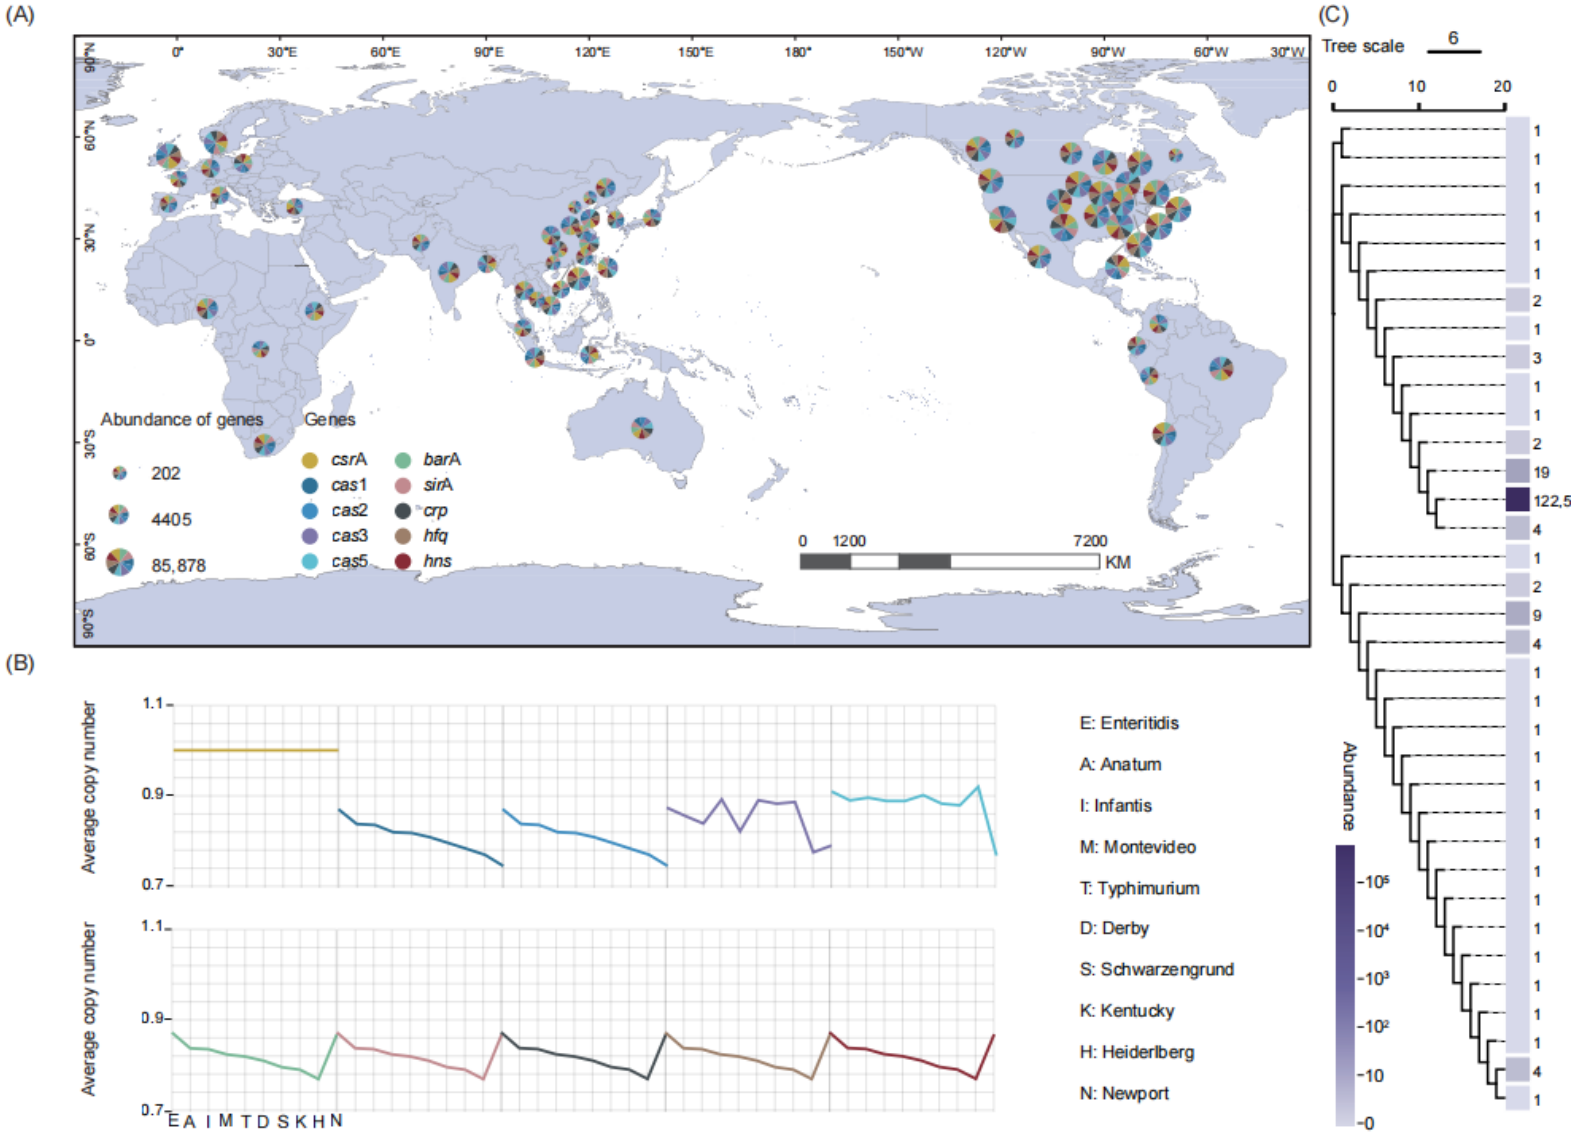 (A)
0° 30°E 60°E 90°E 120°E 150°E 180° 150°W 120°W 90°W 60°W 30°W
90°N
60°N
30°N
0°
30°S
60°S
90°S
Abundance of genes
202
4405
85,878
Genes
csrA barA
cas1 sirA
cas2 crp
cas3 hfq
cas5 hns
0 1200 7200
KM
(B)
Average copy number
1.1
0.9
0.7
Average copy number
1.1
0.9
0.7
E A I M T D S K H N
E: Enteritidis
A: Anatum
I: Infantis
M: Montevideo
T: Typhimurium
D: Derby
S: Schwarzengrund
K: Kentucky
H: Heiderlberg
N: Newport
(C)
Tree scale 6
0 10 20
1
1
1
1
1
1
2
1
3
1
1
2
19
122,5
4
1
2
9
4
1
1
1
1
1
1
1
1
1
1
1
1
1
1
4
1
Abundance
10⁵
10⁴
10³
10²
10
0